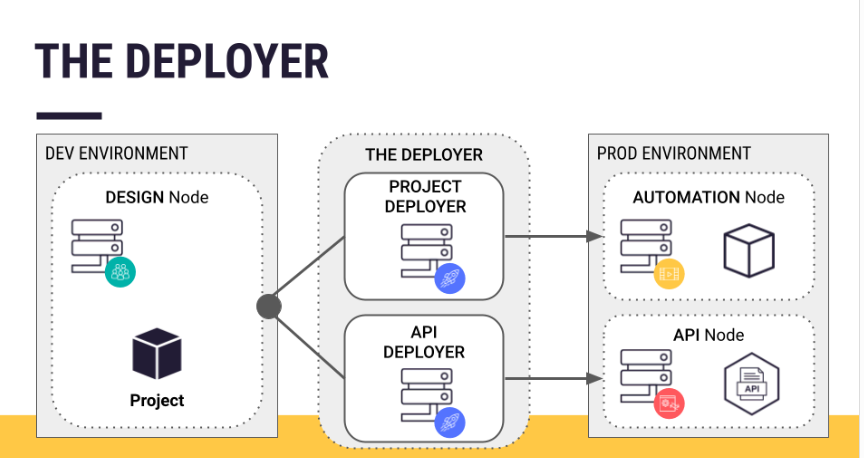 THE DEPLOYER
DEV ENVIRONMENT
DESIGN Node
Project
THE DEPLOYER
PROJECT
DEPLOYER
API
DEPLOYER
PROD ENVIRONMENT
AUTOMATION Node
API Node
API